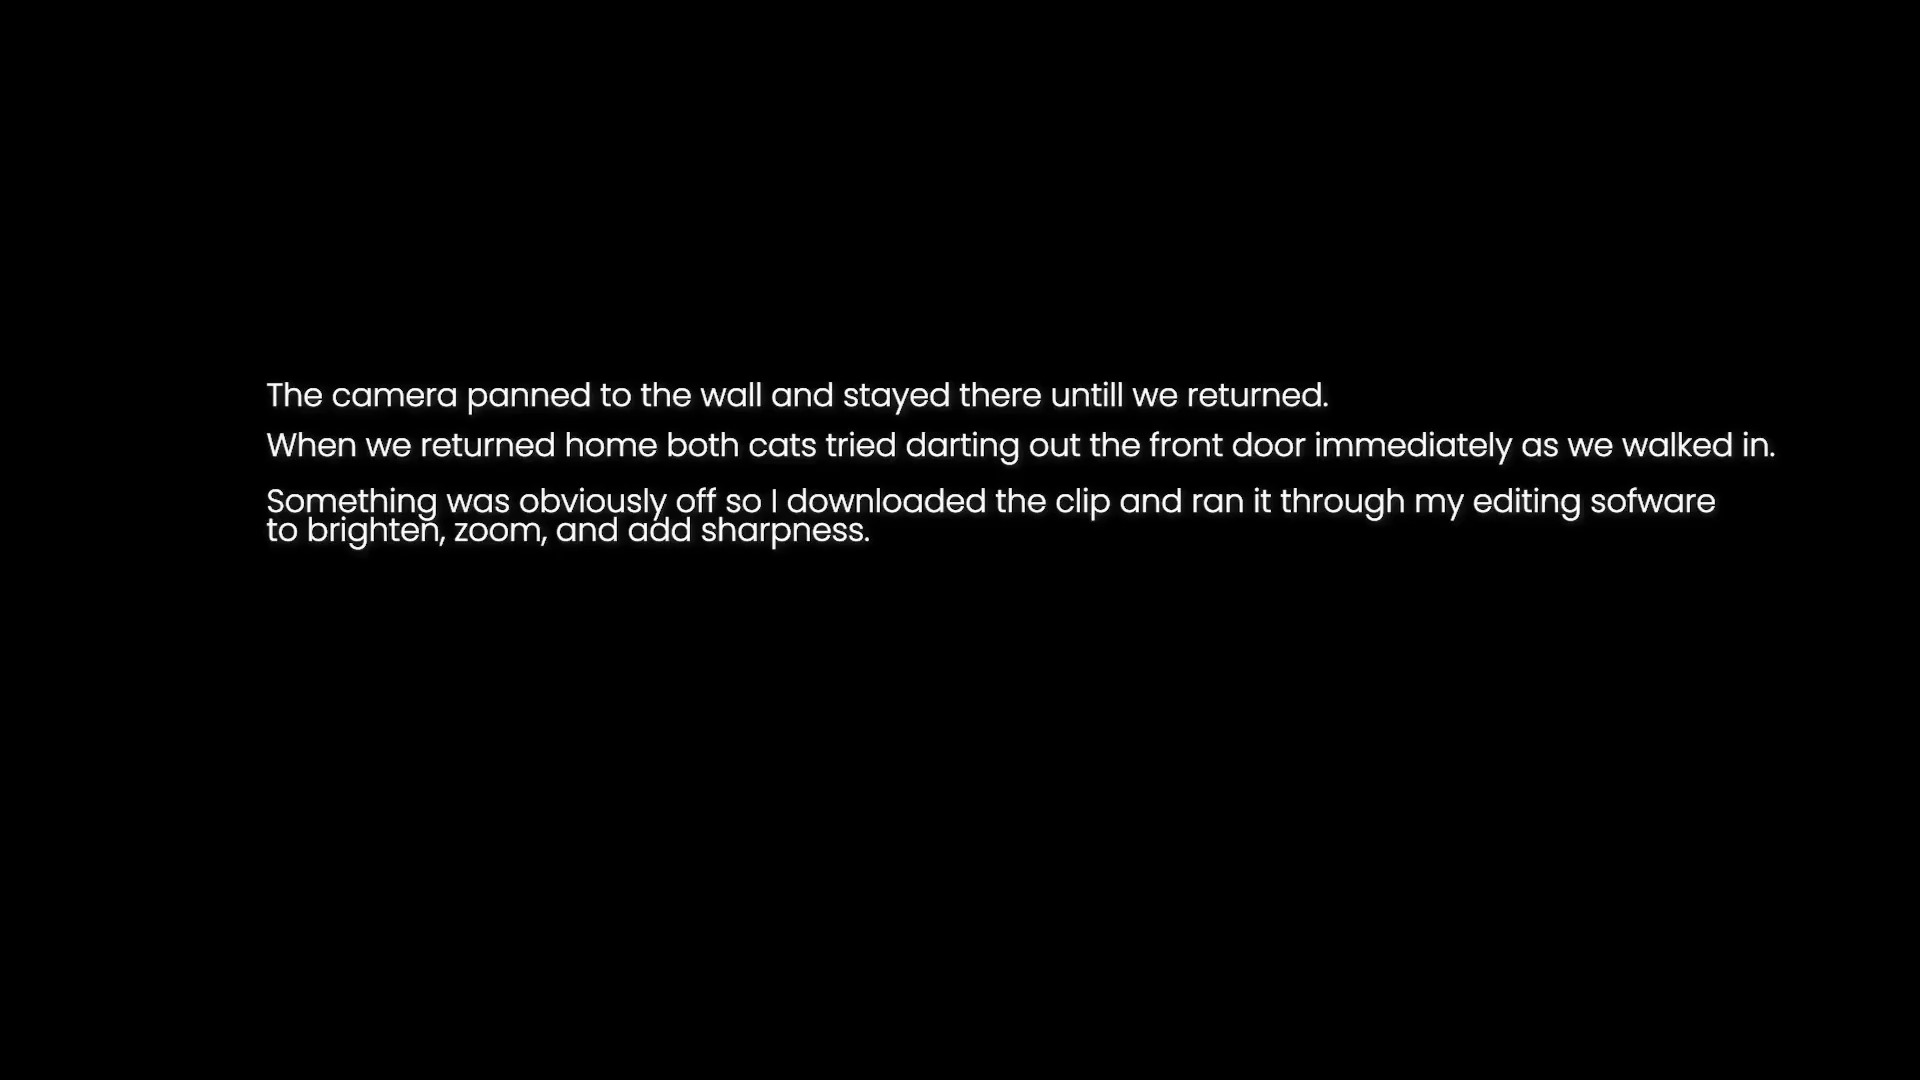 The camera panned to the wall and stayed there untill we returned.
When we returned home both cats tried darting out the front door immediately as we walked in.
Something was obviously off so I downloaded the clip and ran it through my editing sofware
to brighten, zoom, and add sharpness.